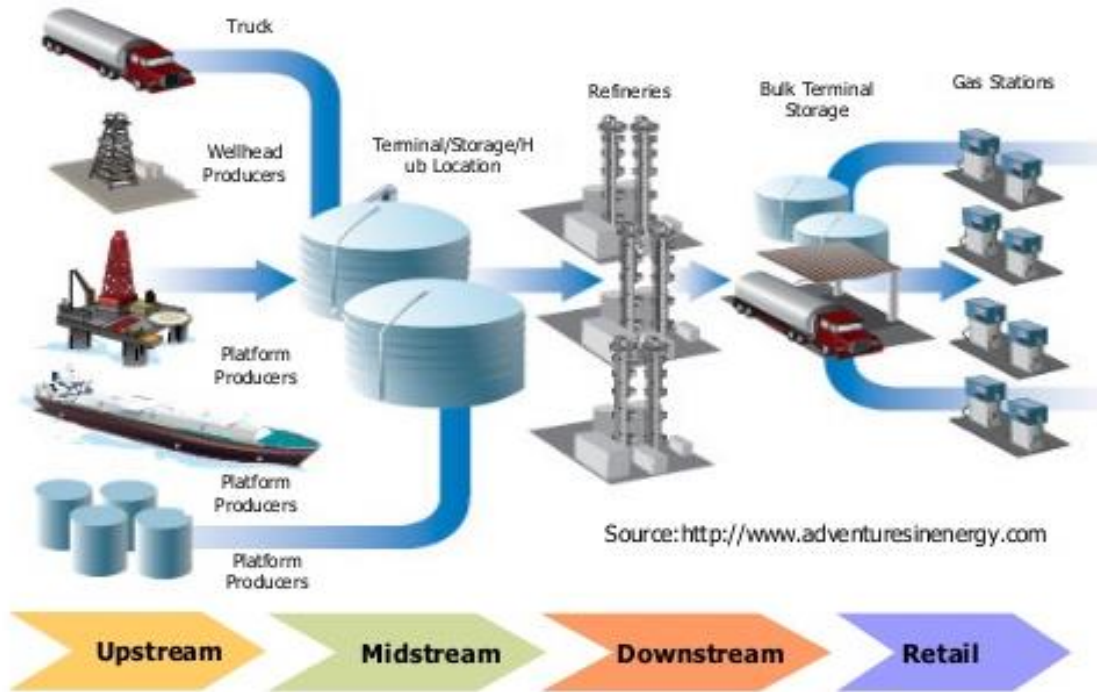 Truck
Wellhead
Producers
Terminal/Storage/H
ub Location
Refineries
Bulk Terminal
Storage
Gas Stations
Platform
Producers
Platform
Producers
Platform
Producers
Source:http://www.adventuresinenergy.com
Upstream
Midstream
Downstream
Retail